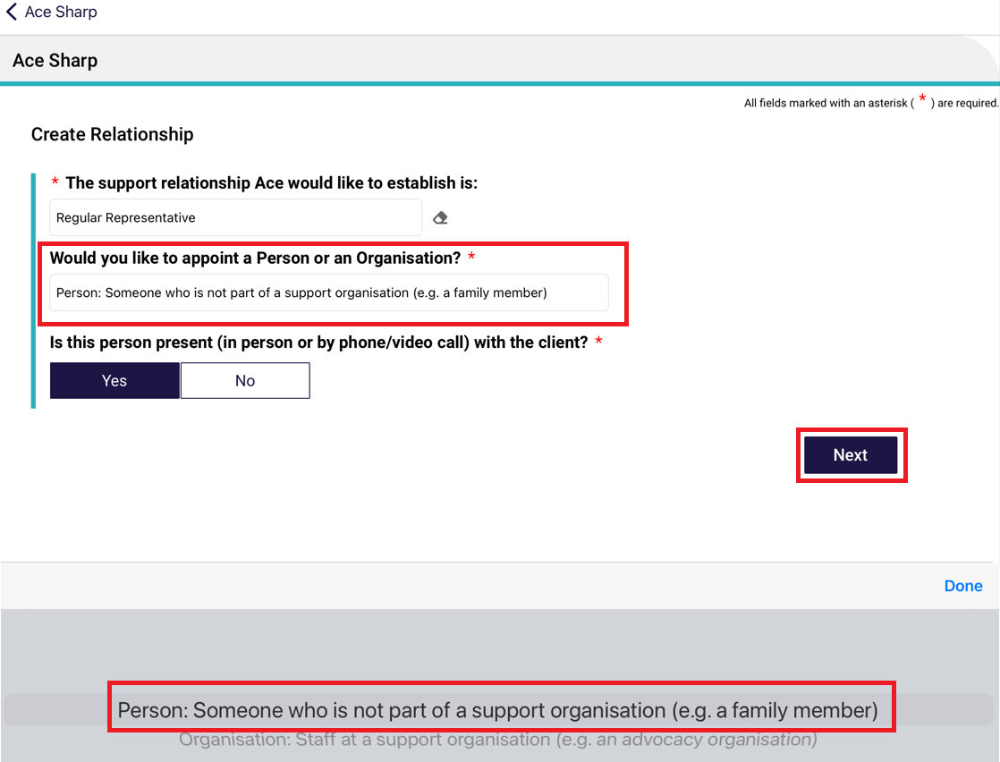 Ace Sharp
Ace Sharp
All fields marked with an asterisk ( * ) are required.
Create Relationship
* The support relationship Ace would like to establish is:
Regular Representative
Would you like to appoint a Person or an Organisation? *
Person: Someone who is not part of a support organisation (e.g. a family member)
Is this person present (in person or by phone/video call) with the client? *
Yes No
Next
Done
Person: Someone who is not part of a support organisation (e.g. a family member)
Organisation: Staff at a support organisation (e.g. an advocacy organisation)